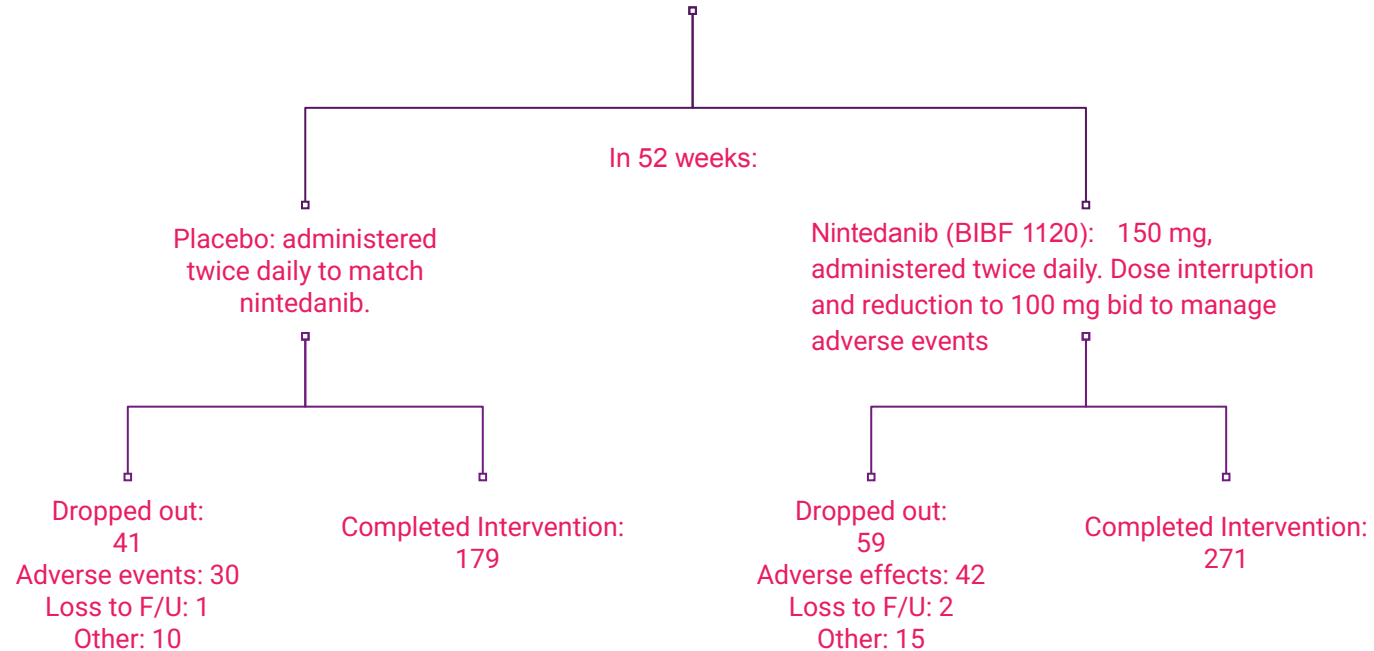 In 52 weeks:
Placebo: administered
twice daily to match
nintedanib.
Nintedanib (BIBF 1120): 150 mg,
administered twice daily. Dose interruption
and reduction to 100 mg bid to manage
adverse events
Dropped out:
41
Adverse events: 30
Loss to F/U: 1
Other: 10
Completed Intervention:
179
Dropped out:
59
Adverse effects: 42
Loss to F/U: 2
Other: 15
Completed Intervention:
271